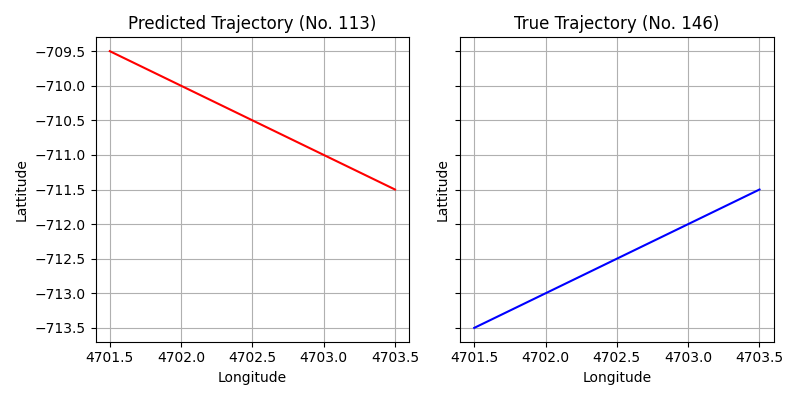 Predicted Trajectory (No. 113)
Lattitude
−709.5
−710.0
−710.5
−711.0
−711.5
−712.0
−712.5
−713.0
−713.5
4701.5 4702.0 4702.5 4703.0 4703.5
Longitude
True Trajectory (No. 146)
Lattitude
4701.5 4702.0 4702.5 4703.0 4703.5
Longitude